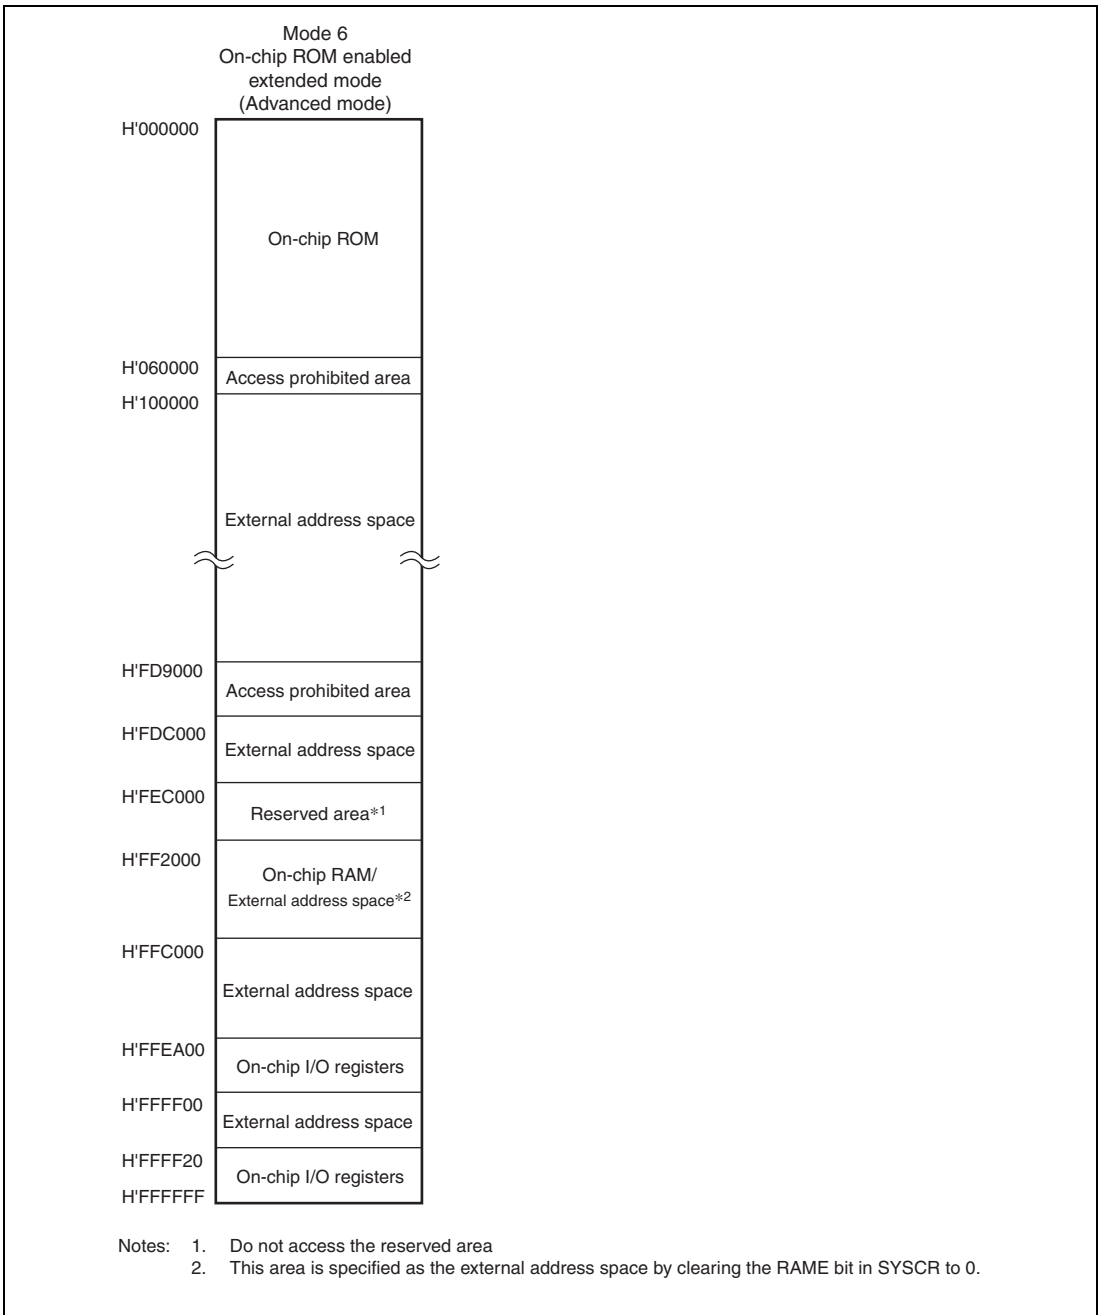 Mode 6
On-chip ROM enabled
extended mode
(Advanced mode)
H'000000
On-chip ROM
H'060000
Access prohibited area
H'100000
External address space
H'FD9000
Access prohibited area
H'FDC000
External address space
H'FEC000
Reserved area*1
H'FF2000
On-chip RAM/
External address space*2
H'FFC000
External address space
H'FFEA00
On-chip I/O registers
H'FFFF00
External address space
H'FFFF20
On-chip I/O registers
H'FFFFFF
Notes: 1. Do not access the reserved area
2. This area is specified as the external address space by clearing the RAME bit in SYSCR to 0.